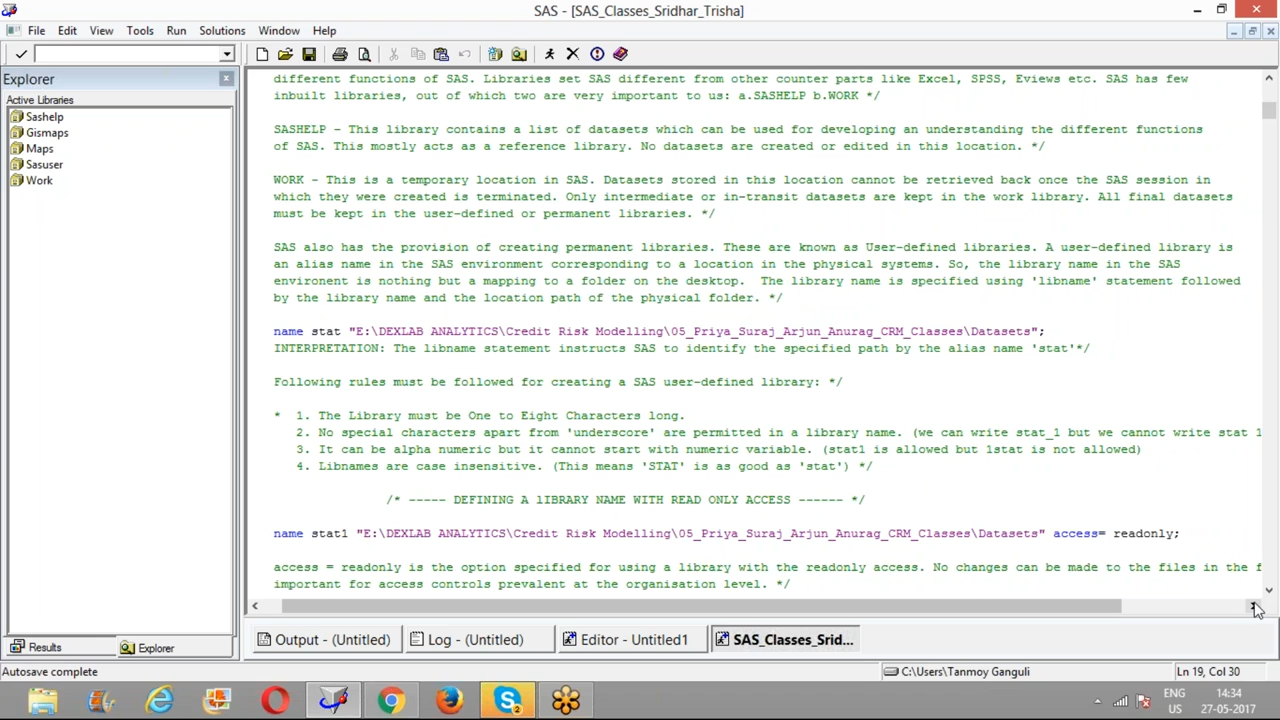 SAS - [SAS_Classes_Sridhar_Trisha]
File Edit View Tools Run Solutions Window Help
Explorer
Active Libraries
Sashelp
Gismaps
Maps
Sasuser
Work
different functions of SAS. Libraries set SAS different from other counter parts like Excel, SPSS, Eviews etc. SAS has few
inbuilt libraries, out of which two are very important to us: a.SASHELP b.WORK */
SASHELP - This library contains a list of datasets which can be used for developing an understanding the different functions
of SAS. This mostly acts as a reference library. No datasets are created or edited in this location. */
WORK - This is a temporary location in SAS. Datasets stored in this location cannot be retrieved back once the SAS session in
which they were created is terminated. Only intermediate or in-transit datasets are kept in the work library. All final datasets
must be kept in the user-defined or permanent libraries. */
SAS also has the provision of creating permanent libraries. These are known as User-defined libraries. A user-defined library is
an alias name in the SAS environment corresponding to a location in the physical systems. So, the library name in the SAS
environent is nothing but a mapping to a folder on the desktop.  The library name is specified using 'libname' statement followed
by the library name and the location path of the physical folder. */
name stat "E:\DEXLAB ANALYTICS\Credit Risk Modelling\05_Priya_Suraj_Arjun_Anurag_CRM_Classes\Datasets";
INTERPRETATION: The libname statement instructs SAS to identify the specified path by the alias name 'stat'*/
Following rules must be followed for creating a SAS user-defined library: */
* 1. The Library must be One to Eight Characters long.
2. No special characters apart from 'underscore' are permitted in a library name. (we can write stat_1 but we cannot write stat 1
3. It can be alpha numeric but it cannot start with numeric variable. (stat1 is allowed but 1stat is not allowed)
4. Libnames are case insensitive. (This means 'STAT' is as good as 'stat') */
/* ----- DEFINING A lIBRARY NAME WITH READ ONLY ACCESS ------ */
name stat1 "E:\DEXLAB ANALYTICS\Credit Risk Modelling\05_Priya_Suraj_Arjun_Anurag_CRM_Classes\Datasets" access= readonly;
access = readonly is the option specified for using a library with the readonly access. No changes can be made to the files in the f
important for access controls prevalent at the organisation level. */
Results Explorer
Output - (Untitled) Log - (Untitled) Editor - Untitled1 SAS_Classes_Srid...
Autosave complete C:\Users\Tanmoy Ganguli Ln 19, Col 30
ENG 14:34
US 27-05-2017